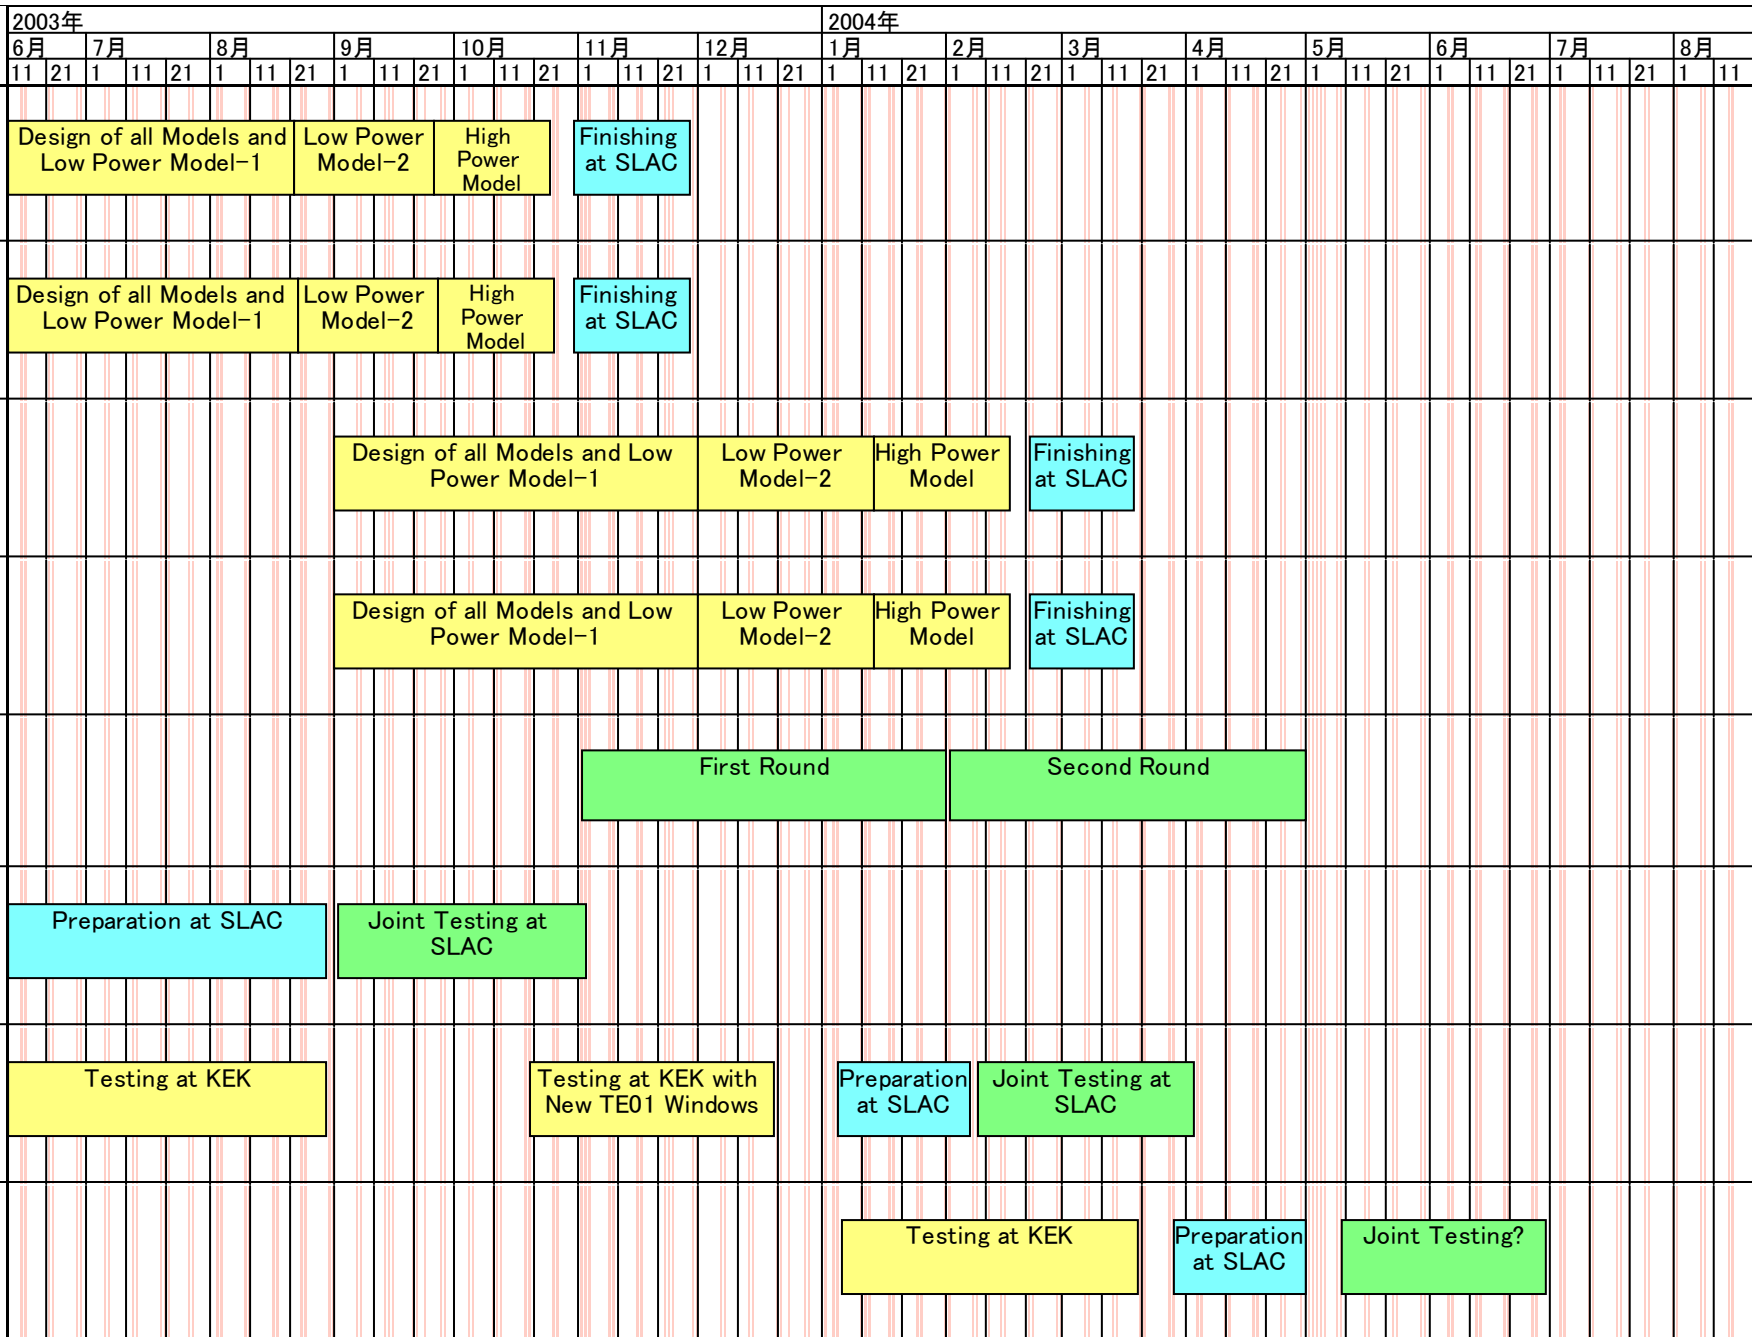 2003年 2004年
6月 7月 8月 9月 10月 11月 12月 1月 2月 3月 4月 5月 6月 7月 8月
11 21 1 11 21 1 11 21 1 11 21 1 11 21 1 11 21 1 11 21 1 11 21 1 11 21 1 11 21 1 11 21 1 11 21 1 11 21 1 11 21 1 11
Design of all Models and
Low Power Model-1
Low Power
Model-2
High
Power
Model
Finishing
at SLAC
Design of all Models and
Low Power Model-1
Low Power
Model-2
High
Power
Model
Finishing
at SLAC
Design of all Models and Low
Power Model-1
Low Power
Model-2
High Power
Model
Finishing
at SLAC
Design of all Models and Low
Power Model-1
Low Power
Model-2
High Power
Model
Finishing
at SLAC
First Round
Second Round
Preparation at SLAC
Joint Testing at
SLAC
Testing at KEK
Testing at KEK with
New TE01 Windows
Preparation
at SLAC
Joint Testing at
SLAC
Testing at KEK
Preparation
at SLAC
Joint Testing?